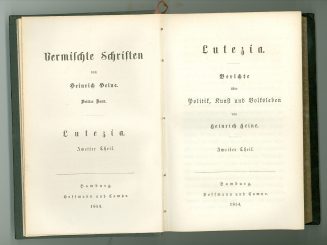 Vermischte Schriften
von
Heinrich Heine.
Dritter Band.
Lutezia.
Zweiter Theil.
Hamburg.
Hoffmann und Campe.
1854.
Lutezia.
Berichte
über
Politik, Kunst und Volksleben
von
Heinrich Heine.
Zweiter Theil.
Hamburg.
Hoffmann und Campe.
1854.